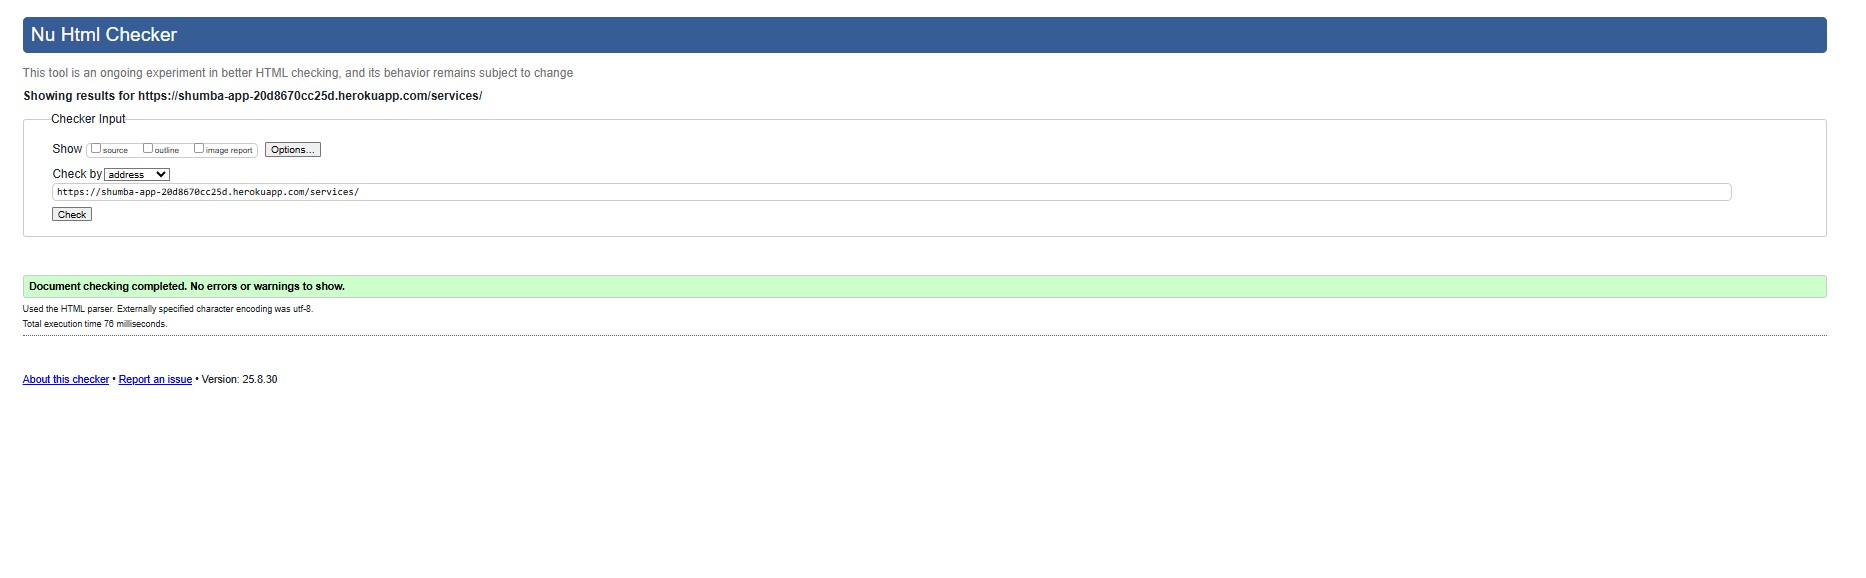 Nu Html Checker
This tool is an ongoing experiment in better HTML checking, and its behavior remains subject to change
Showing results for https://shumba-app-20d8670cc25d.herokuapp.com/services/
Checker Input
Show source outline image report Options...
Check by address
https://shumba-app-20d8670cc25d.herokuapp.com/services/
Check
Document checking completed. No errors or warnings to show.
Used the HTML parser. Externally specified character encoding was utf-8.
Total execution time 76 milliseconds.
About this checker • Report an issue • Version: 25.8.30